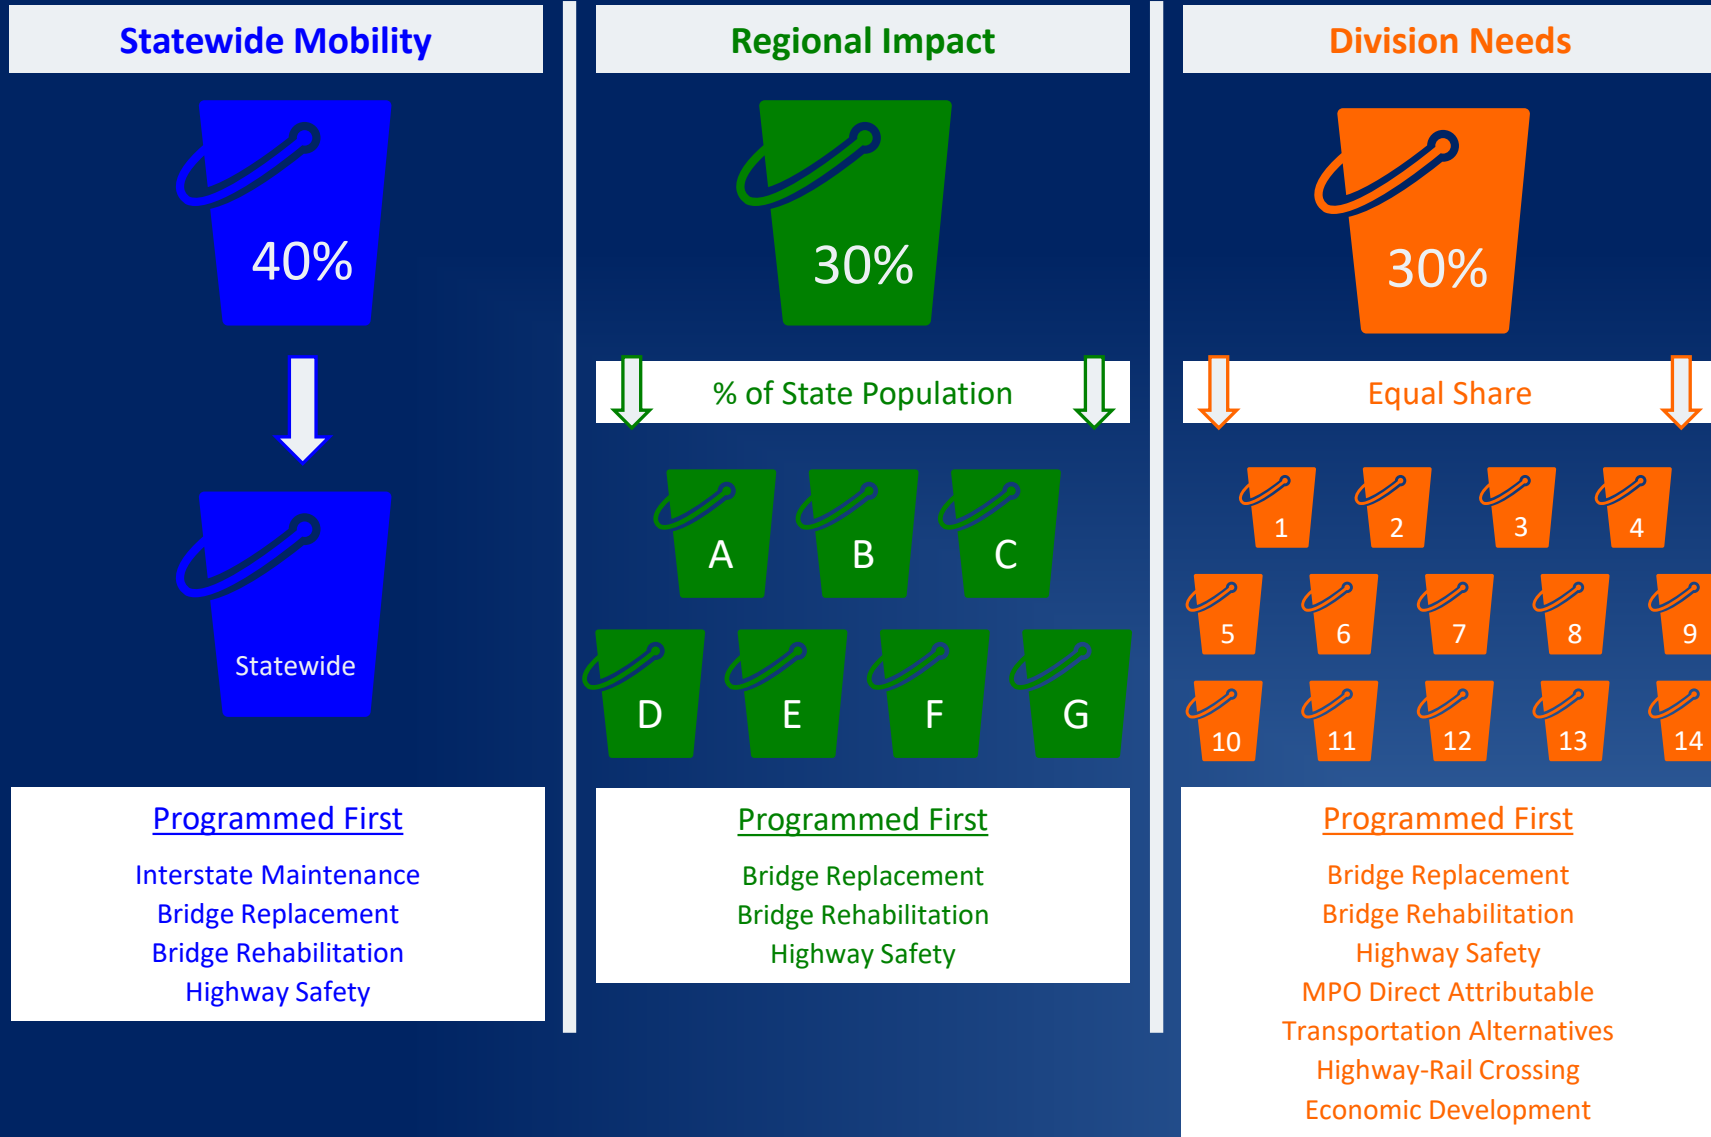 Statewide Mobility
40%
Statewide
Programmed First
Interstate Maintenance
Bridge Replacement
Bridge Rehabilitation
Highway Safety
Regional Impact
30%
% of State Population
A B C
D E F G
Programmed First
Bridge Replacement
Bridge Rehabilitation
Highway Safety
Division Needs
30%
Equal Share
1 2 3 4
5 6 7 8 9
10 11 12 13 14
Programmed First
Bridge Replacement
Bridge Rehabilitation
Highway Safety
MPO Direct Attributable
Transportation Alternatives
Highway-Rail Crossing
Economic Development